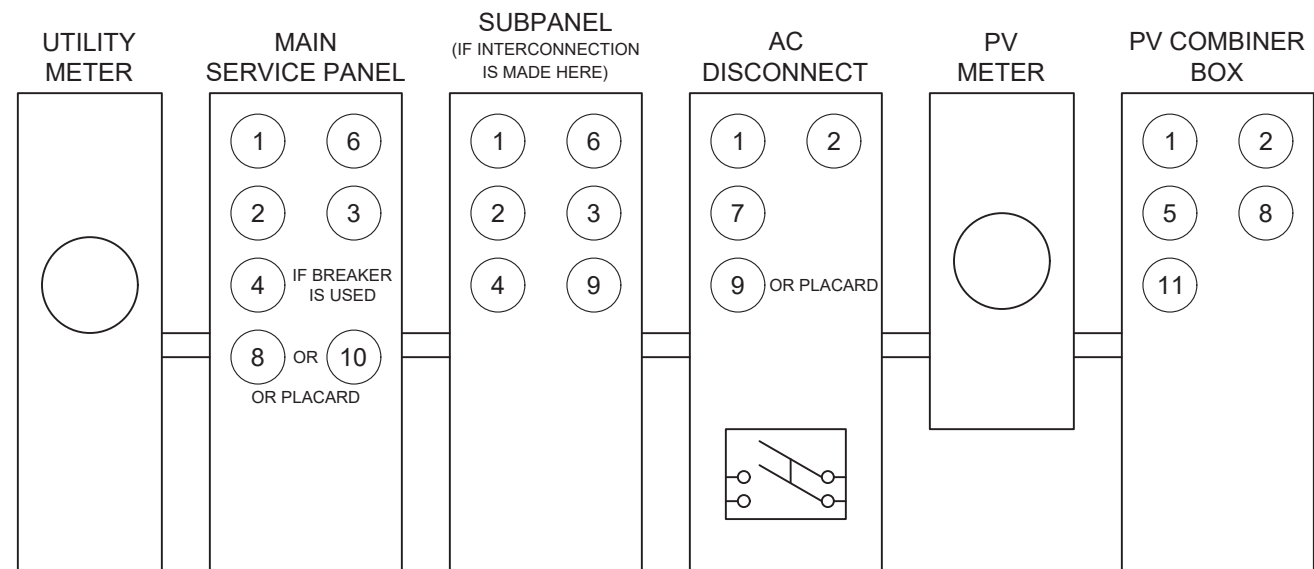 UTILITY
METER
MAIN
SERVICE PANEL
SUBPANEL
(IF INTERCONNECTION
IS MADE HERE)
AC
DISCONNECT
PV
METER
PV COMBINER
BOX
1 6
2 3
4 IF BREAKER
IS USED
8 OR 10
OR PLACARD
1 6
2 3
4 9
1 2
7
9 OR PLACARD
1 2
5 8
11